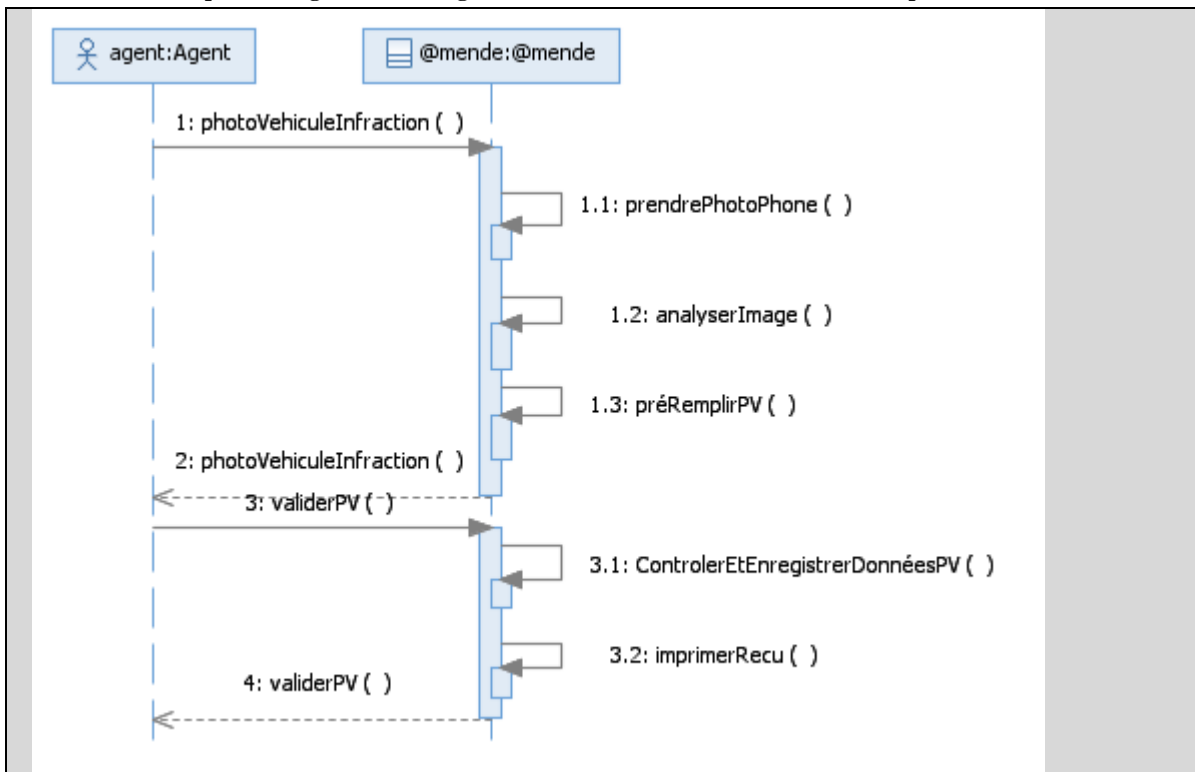 agent:Agent
@mende:@mende
1: photoVehiculeInfraction ( )
1.1: prendrePhotoPhone ( )
1.2: analyserImage ( )
1.3: préRemplirPV ( )
2: photoVehiculeInfraction ( )
3: validerPV ( )
3.1: ControlerEtEnregistrerDonnéesPV ( )
3.2: imprimerRecu ( )
4: validerPV ( )